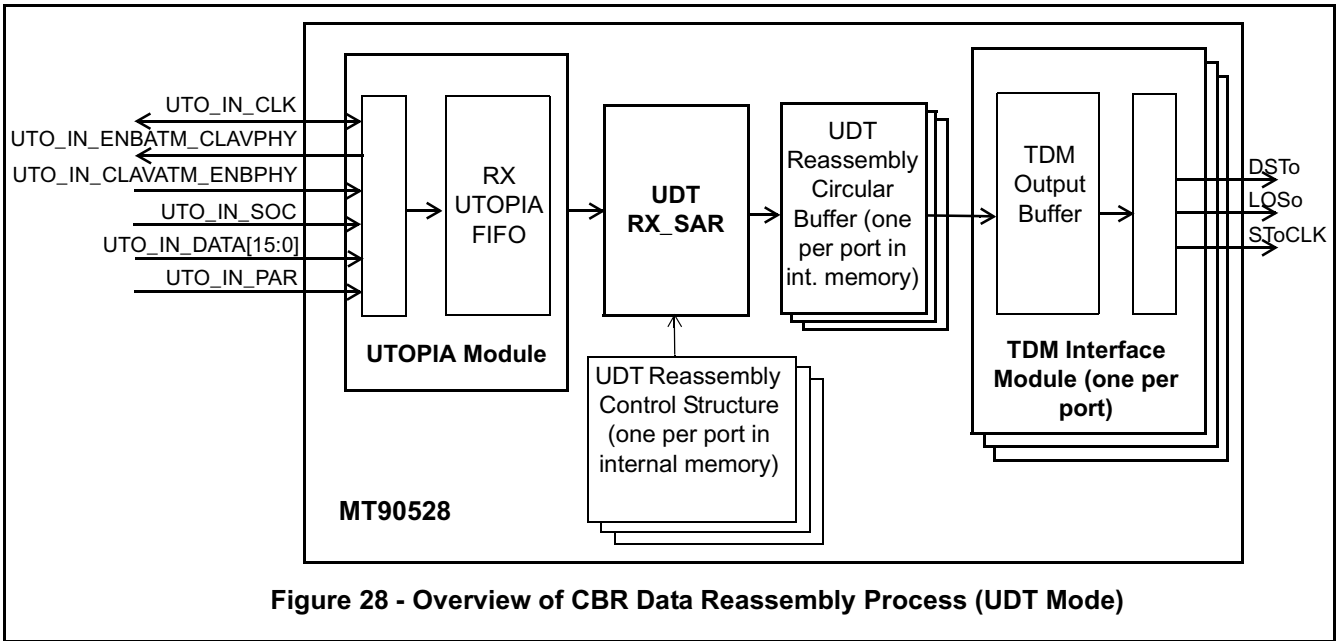 UTO_IN_CLK
UTO_IN_ENBATM_CLAVPHY
UTO_IN_CLAVATM_ENBPHY
UTO_IN_SOC
UTO_IN_DATA[15:0]
UTO_IN_PAR
RX
UTOPIA
FIFO
UTOPIA Module
UDT
RX_SAR
UDT
Reassembly
Circular
Buffer (one
per port in
int. memory)
UDT Reassembly
Control Structure
(one per port in
internal memory)
TDM
Output
Buffer
TDM Interface
Module (one per
port)
DSTo
LOSo
SToCLK
MT90528
Figure 28 - Overview of CBR Data Reassembly Process (UDT Mode)